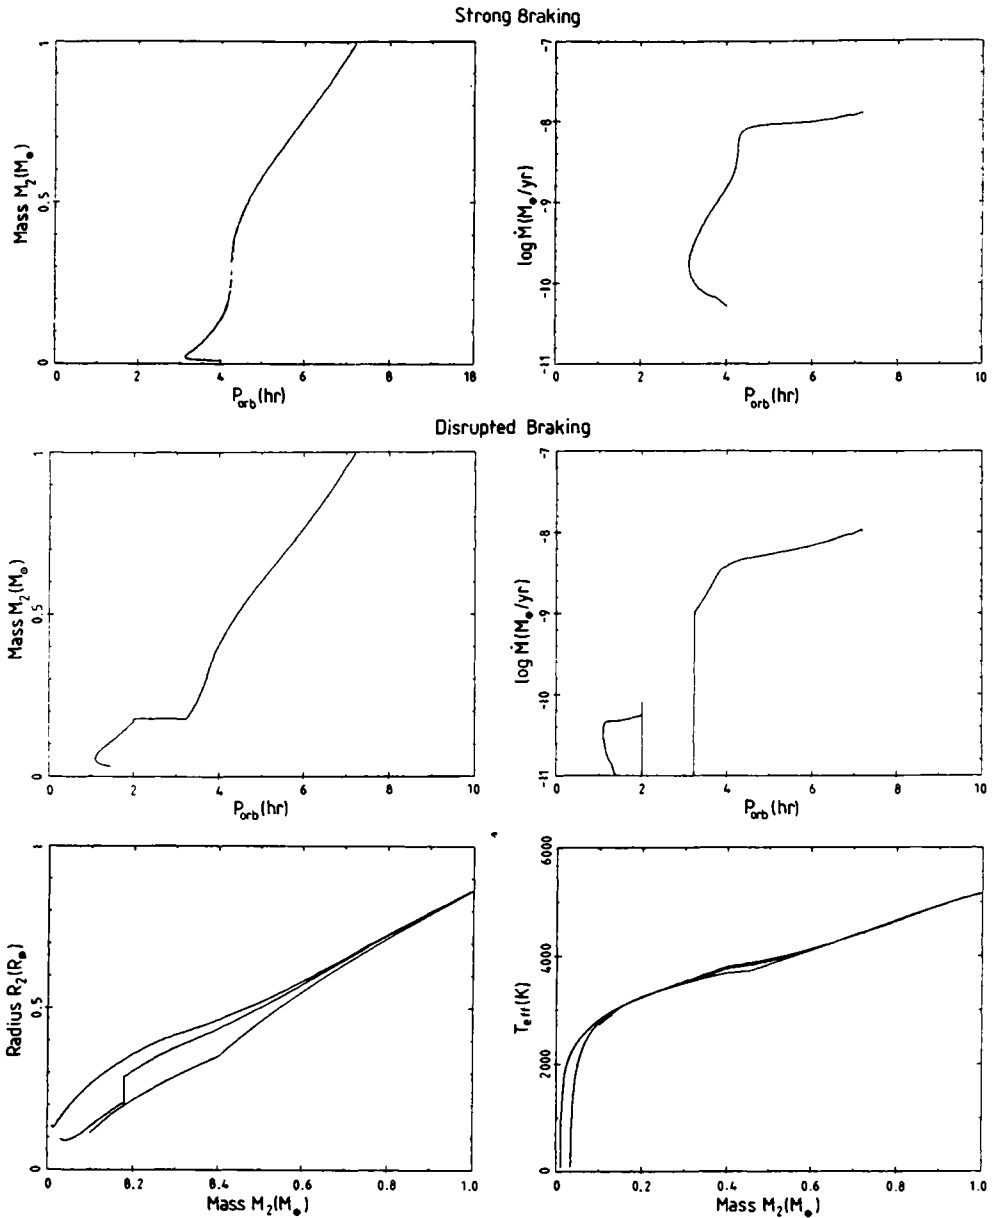 Strong Braking
Mass M₂(M●)
1
0.5
0
0 2 4 6 8 18
P_orb(hr)
log Ṁ(M●/yr)
-7
-8
-9
-10
-11
0 2 4 6 8 10
P_orb(hr)
Disrupted Braking
Mass M₂(M⊙)
1
0.5
0
0 2 4 6 8 10
P_orb(hr)
log Ṁ(M●/yr)
-7
-8
-9
-10
-11
0 2 4 6 8 10
P_orb(hr)
Radius R₂(R●)
1
0.5
0
0 0.2 0.4 0.6 0.8 1.0
Mass M₂(M●)
T_eff(K)
6000
4000
2000
0
0 0.2 0.4 0.6 0.8 1.0
Mass M₂(M●)